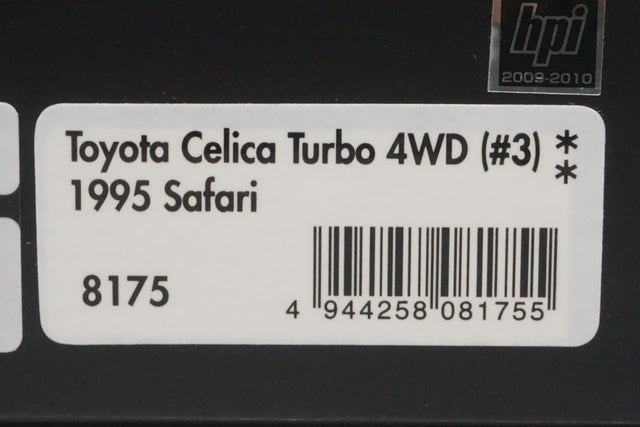 hpi
2009-2010
Toyota Celica Turbo 4WD (#3) **
1995 Safari
8175
4 944258 081755